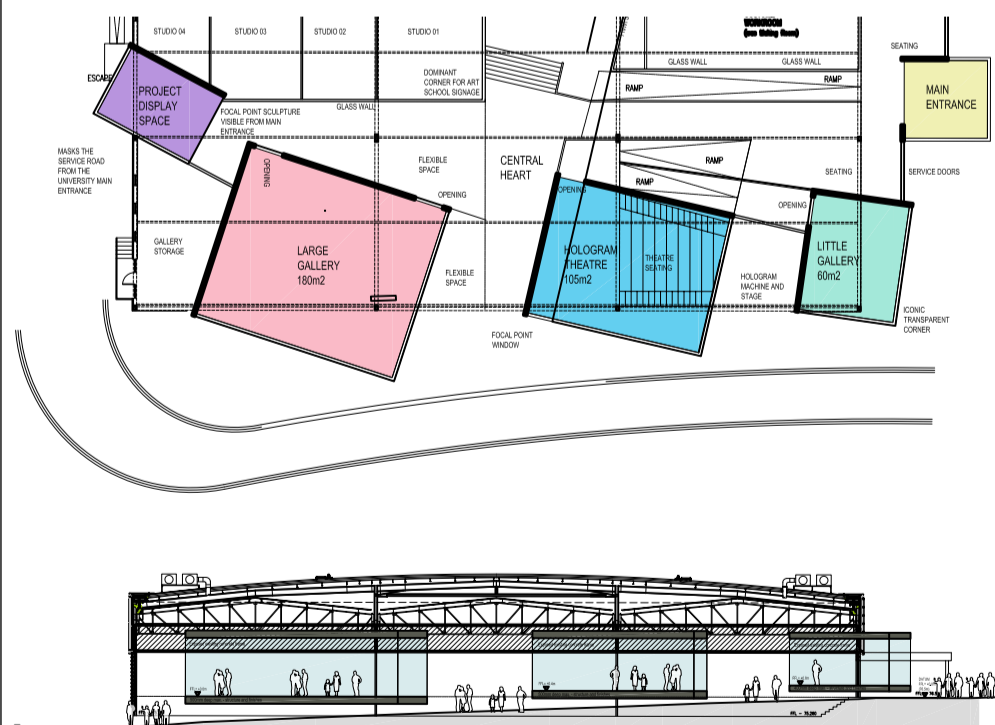 STUDIO 04
STUDIO 03
STUDIO 02
STUDIO 01
WORKROOM
GLASS WALL
GLASS WALL
SEATING
ESCAPE
PROJECT
DISPLAY
SPACE
DOMINANT
CORNER FOR ART
SCHOOL SIGNAGE
RAMP
RAMP
MAIN
ENTRANCE
GLASS WALL
FOCAL POINT SCULPTURE
VISIBLE FROM MAIN
ENTRANCE
MASKS THE
SERVICE ROAD
FROM THE
UNIVERSITY MAIN
ENTRANCE
OPENING
FLEXIBLE
SPACE
CENTRAL
HEART
RAMP
RAMP
SEATING
SERVICE DOORS
OPENING
OPENING
OPENING
GALLERY
STORAGE
LARGE
GALLERY
180m2
FLEXIBLE
SPACE
HOLOGRAM
THEATRE
105m2
THEATRE
SEATING
HOLOGRAM
MACHINE AND
STAGE
LITTLE
GALLERY
60m2
ICONIC
TRANSPARENT
CORNER
FOCAL POINT
WINDOW